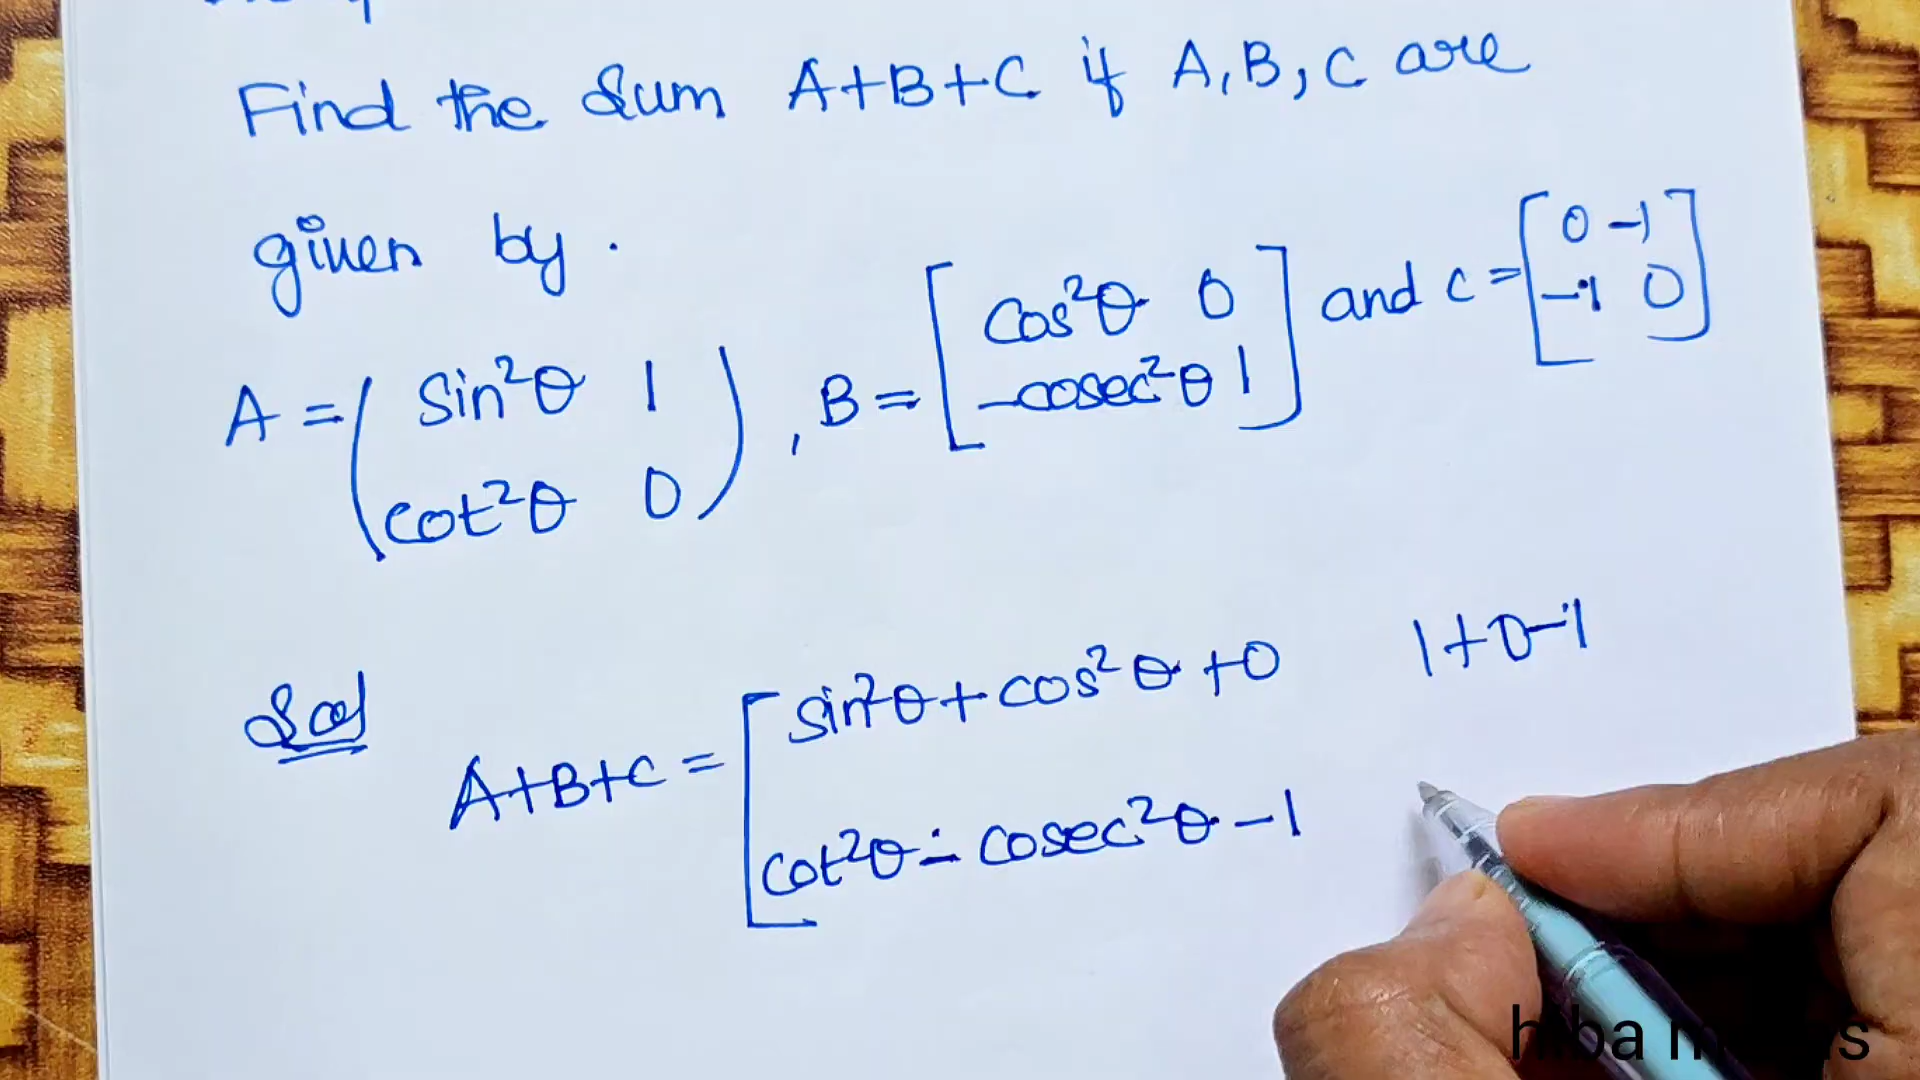 Find the Sum A+B+C if A, B, C are
given by.
A = ( sin²θ 1
cot²θ 0 ) , B = [ cos²θ 0
-cosec²θ 1 ] and C = [ 0 -1
-1 0 ]
Sol
A+B+C = [ sin²θ + cos²θ + 0 1+0-1
cot²θ - cosec²θ - 1
hiba